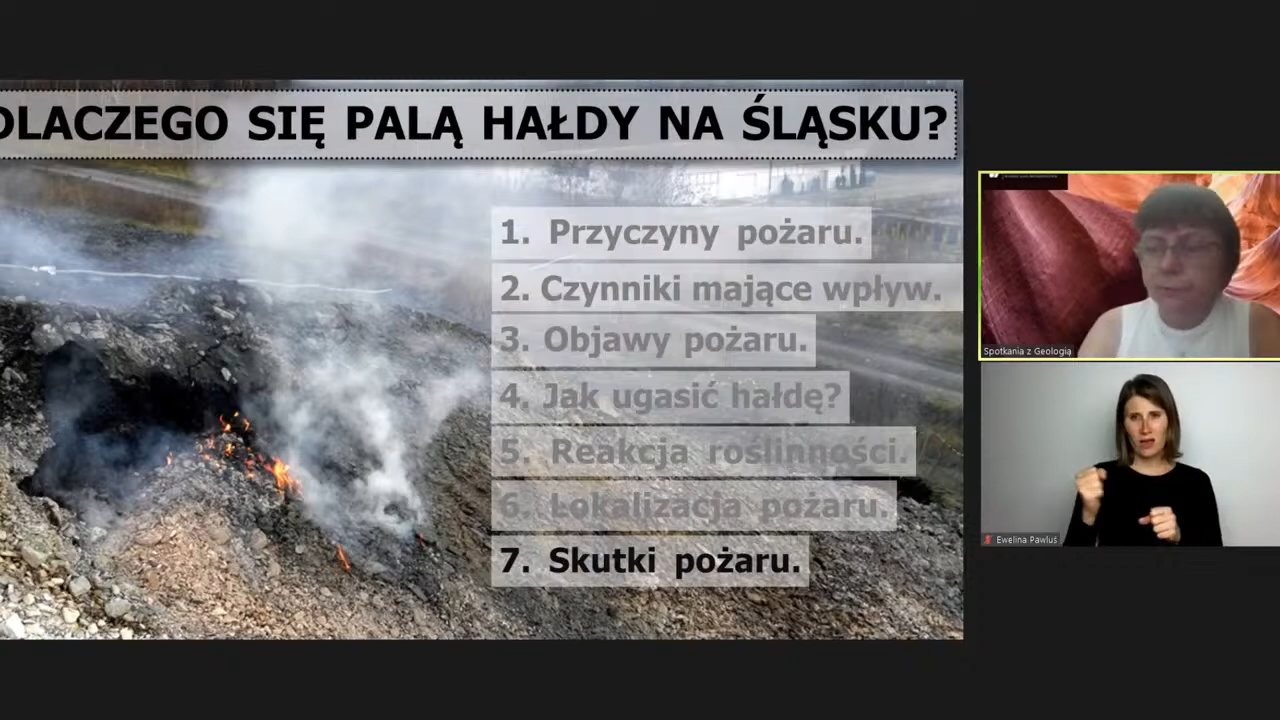 DLACZEGO SIĘ PALĄ HAŁDY NA ŚLĄSKU?
1. Przyczyny pożaru.
2. Czynniki mające wpływ.
3. Objawy pożaru.
4. Jak ugasić hałdę?
5. Reakcja roślinności.
6. Lokalizacja pożaru.
7. Skutki pożaru.
Spotkania z Geologią
Ewelina Pawluś